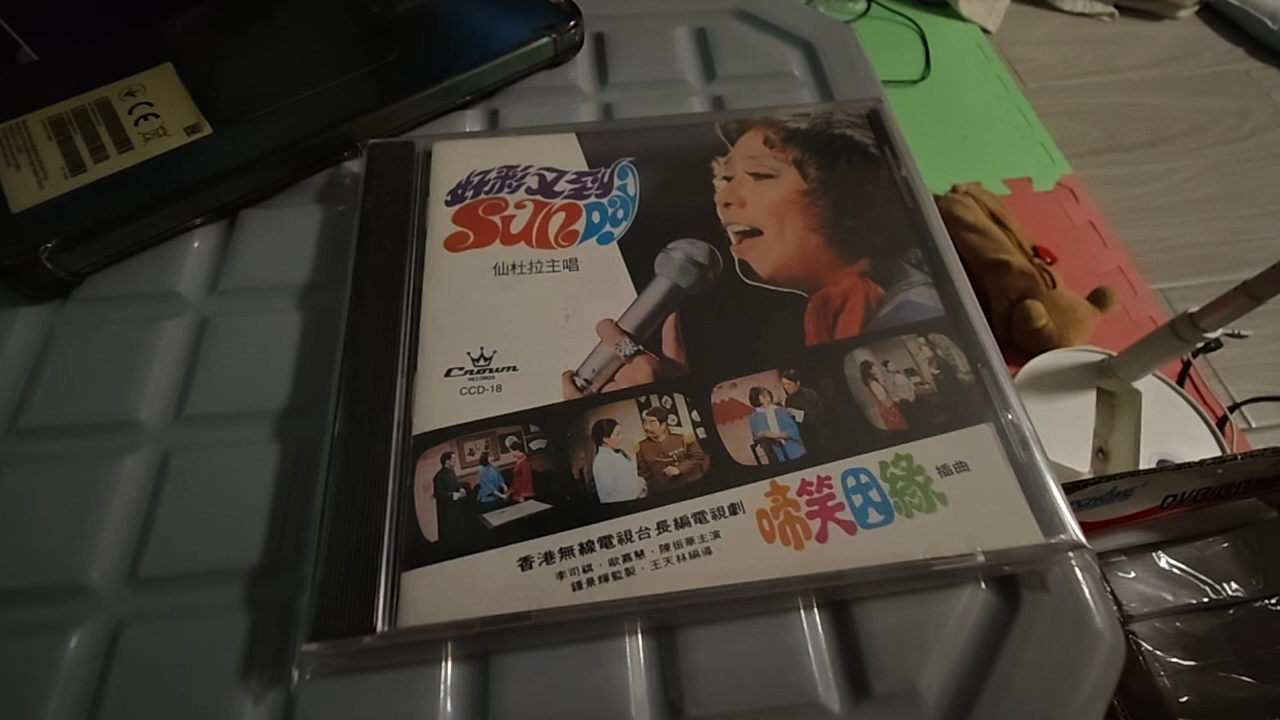 好彩又到
SunDay
仙杜拉主唱
Crown
RECORDS
CCD-18
啼笑因緣 插曲
香港無線電視台長編電視劇
李司棋·歐嘉慧·陳振華主演
鍾景輝監製·王天林編導
CE